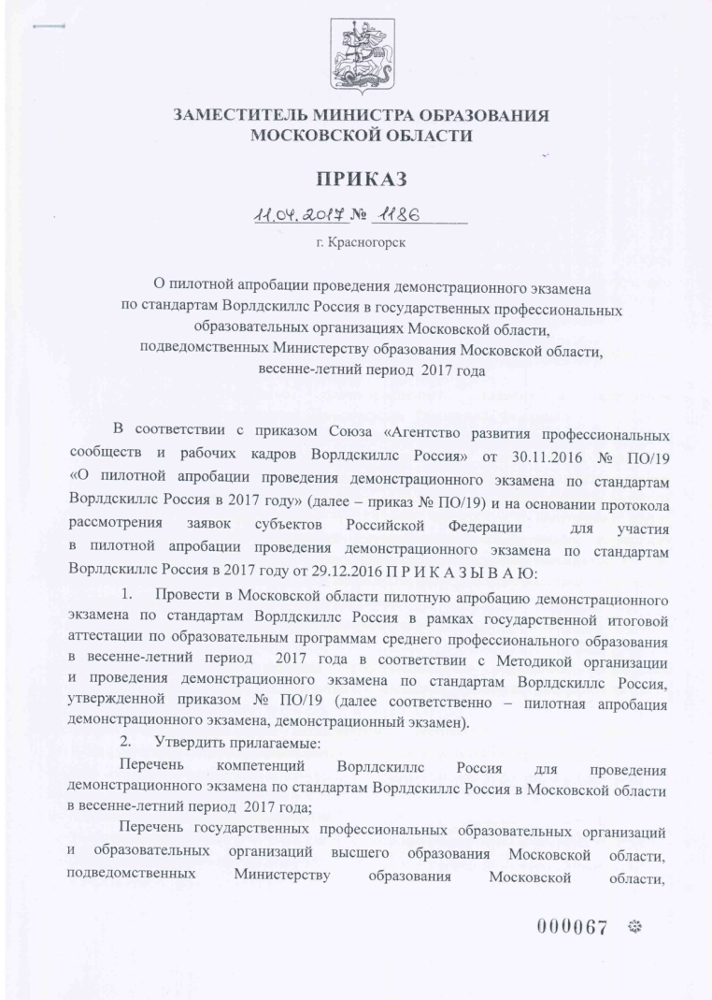 ЗАМЕСТИТЕЛЬ МИНИСТРА ОБРАЗОВАНИЯ
МОСКОВСКОЙ ОБЛАСТИ
ПРИКАЗ
11.04.2017 № 1186
г. Красногорск
О пилотной апробации проведения демонстрационного экзамена
по стандартам Ворлдскиллс Россия в государственных профессиональных
образовательных организациях Московской области,
подведомственных Министерству образования Московской области,
весенне-летний период 2017 года
В соответствии с приказом Союза «Агентство развития профессиональных
сообществ и рабочих кадров Ворлдскиллс Россия» от 30.11.2016 № ПО/19
«О пилотной апробации проведения демонстрационного экзамена по стандартам
Ворлдскиллс Россия в 2017 году» (далее – приказ № ПО/19) и на основании протокола
рассмотрения заявок субъектов Российской Федерации для участия
в пилотной апробации проведения демонстрационного экзамена по стандартам
Ворлдскиллс Россия в 2017 году от 29.12.2016 П Р И К А З Ы В А Ю:
1. Провести в Московской области пилотную апробацию демонстрационного
экзамена по стандартам Ворлдскиллс Россия в рамках государственной итоговой
аттестации по образовательным программам среднего профессионального образования
в весенне-летний период 2017 года в соответствии с Методикой организации
и проведения демонстрационного экзамена по стандартам Ворлдскиллс Россия,
утвержденной приказом № ПО/19 (далее соответственно – пилотная апробация
демонстрационного экзамена, демонстрационный экзамен).
2. Утвердить прилагаемые:
Перечень компетенций Ворлдскиллс Россия для проведения
демонстрационного экзамена по стандартам Ворлдскиллс Россия в Московской области
в весенне-летний период 2017 года;
Перечень государственных профессиональных образовательных организаций
и образовательных организаций высшего образования Московской области,
подведомственных Министерству образования Московской области,
000067